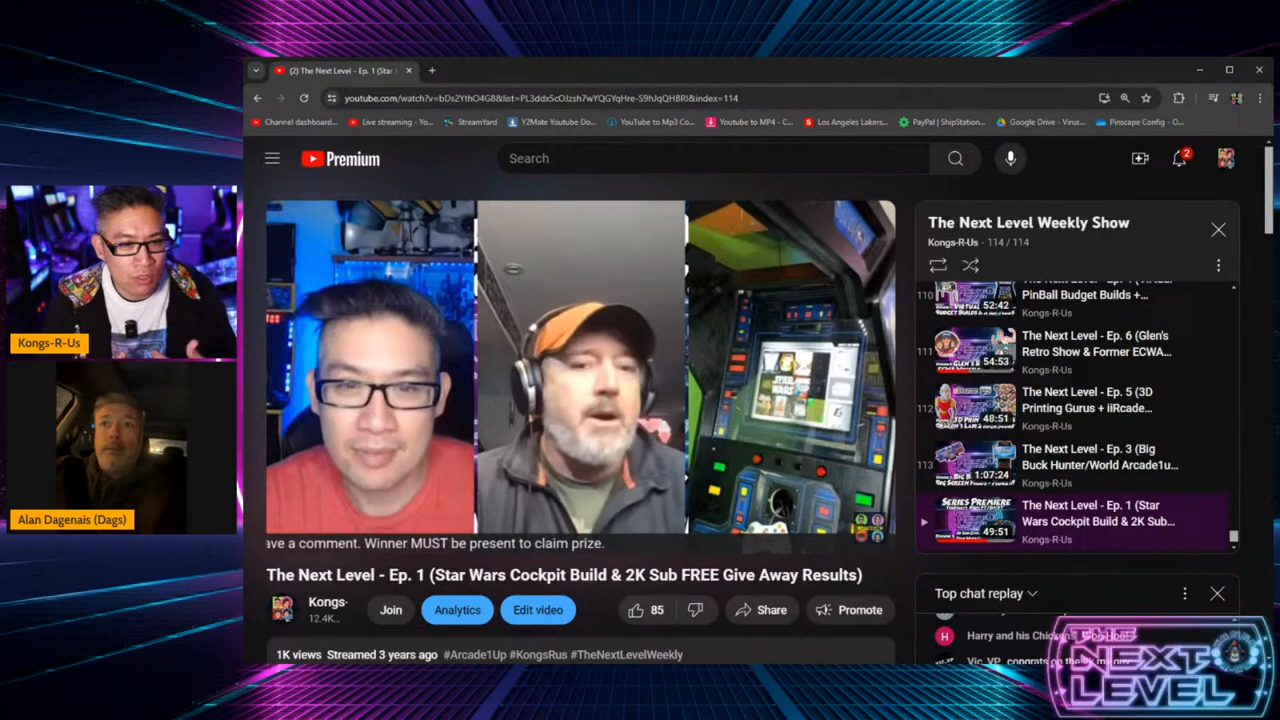 (2) The Next Level - Ep. 1 (Star
youtube.com/watch?v=bDs2YthO4G8&list=PL3ddx5cOJzsh7wYQGYqHre-S9hJqQHBRI&index=114
Channel dashboard...
Live streaming - Yo...
StreamYard
Y2Mate Youtube Do...
YouTube to Mp3 Co...
Youtube to MP4 - C...
Los Angeles Lakers...
PayPal | ShipStation...
Google Drive - Virus...
Pinscape Config - O...
Premium
Search
2
The Next Level Weekly Show
Kongs-R-Us - 114 / 114
110
52:42
PinBall Budget Builds +...
Kongs-R-Us
111
54:53
The Next Level - Ep. 6 (Glen's
Retro Show & Former ECWA...
Kongs-R-Us
112
48:51
The Next Level - Ep. 5 (3D
Printing Gurus + iiRcade...
Kongs-R-Us
113
1:07:24
The Next Level - Ep. 3 (Big
Buck Hunter/World Arcade1u...
Kongs-R-Us
SERIES PREMIERE
49:51
The Next Level - Ep. 1 (Star
Wars Cockpit Build & 2K Sub...
Kongs-R-Us
Kongs-R-Us
Alan Dagenais (Dags)
STAR WARS
ave a comment. Winner MUST be present to claim prize.
The Next Level - Ep. 1 (Star Wars Cockpit Build & 2K Sub FREE Give Away Results)
Kongs-
12.4K...
Join
Analytics
Edit video
85
Share
Promote
1K views Streamed 3 years ago #Arcade1Up #KongsRus #TheNextLevelWeekly
Top chat replay
H
Harry and his Chickens
THE
NEXT
LEVEL